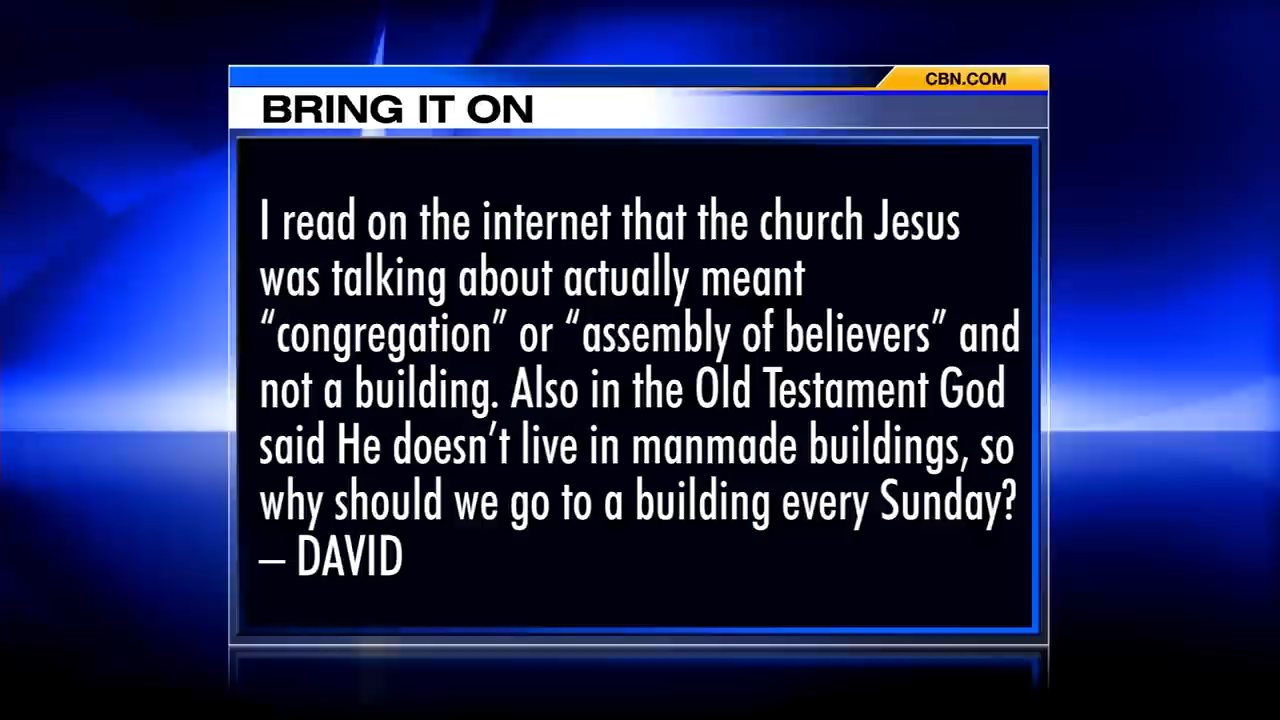 CBN.COM
BRING IT ON
I read on the internet that the church Jesus
was talking about actually meant
“congregation” or “assembly of believers” and
not a building. Also in the Old Testament God
said He doesn’t live in manmade buildings, so
why should we go to a building every Sunday?
– DAVID